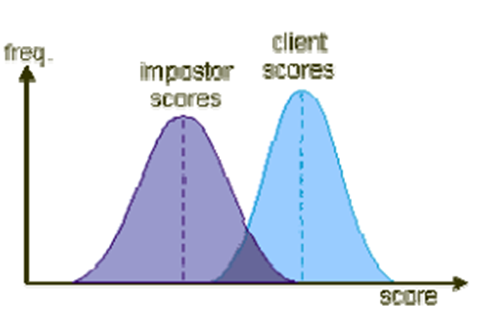 freq.
impostor
scores
client
scores
score